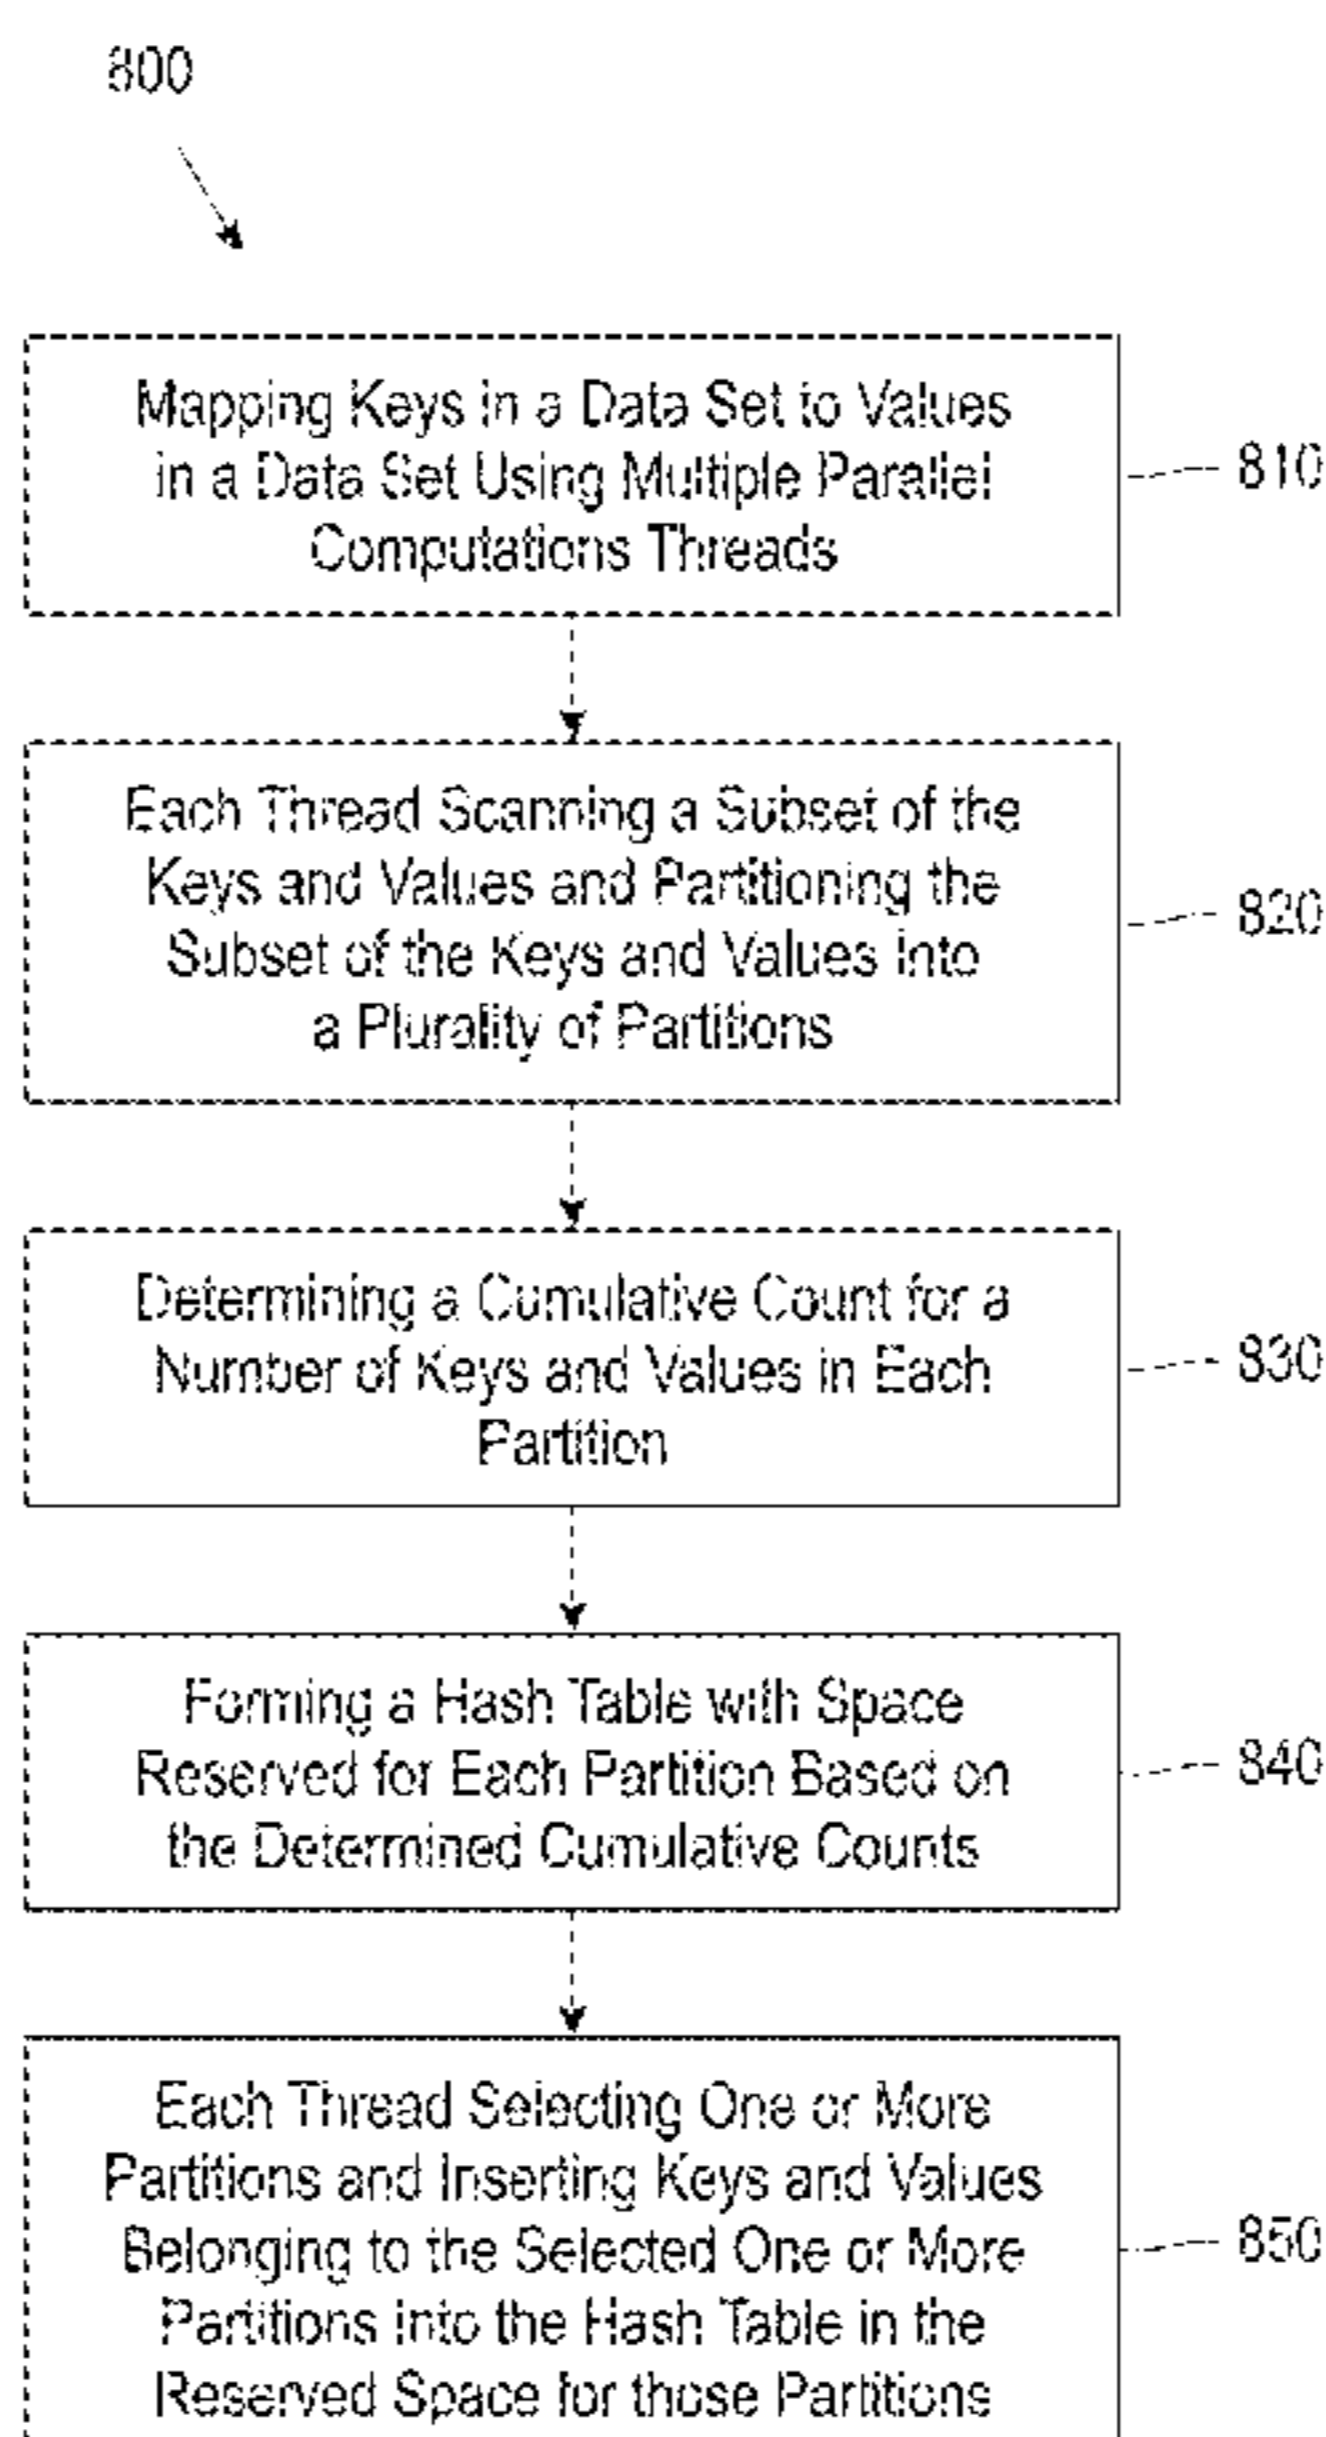 800
Mapping Keys in a Data Set to Values
in a Data Set Using Multiple Parallel
Computations Threads
810
Each Thread Scanning a Subset of the
Keys and Values and Partitioning the
Subset of the Keys and Values Into
a Plurality of Partitions
820
Determining a Cumulative Count for a
Number of Keys and Values in Each
Partition
830
Forming a Hash Table with Space
Reserved for Each Partition Based on
the Determined Cumulative Counts
840
Each Thread Selecting One or More
Partitions and Inserting Keys and Values
Belonging to the Selected One or More
Partitions Into the Hash Table in the
Reserved Space for those Partitions
850